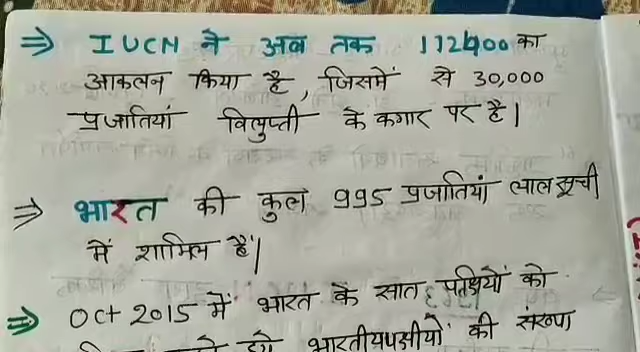 ⇒ IUCN ने अब तक 112400 का
आकलन किया है, जिसमें से 30,000
प्रजातियां विलुप्ती के कगार पर है।
⇒ भारत की कुल 995 प्रजातियां लाल सूची
में शामिल हैं।
⇒ Oct 2015 में भारत के सात पक्षियों को
भारतीयपक्षीयों की संख्या